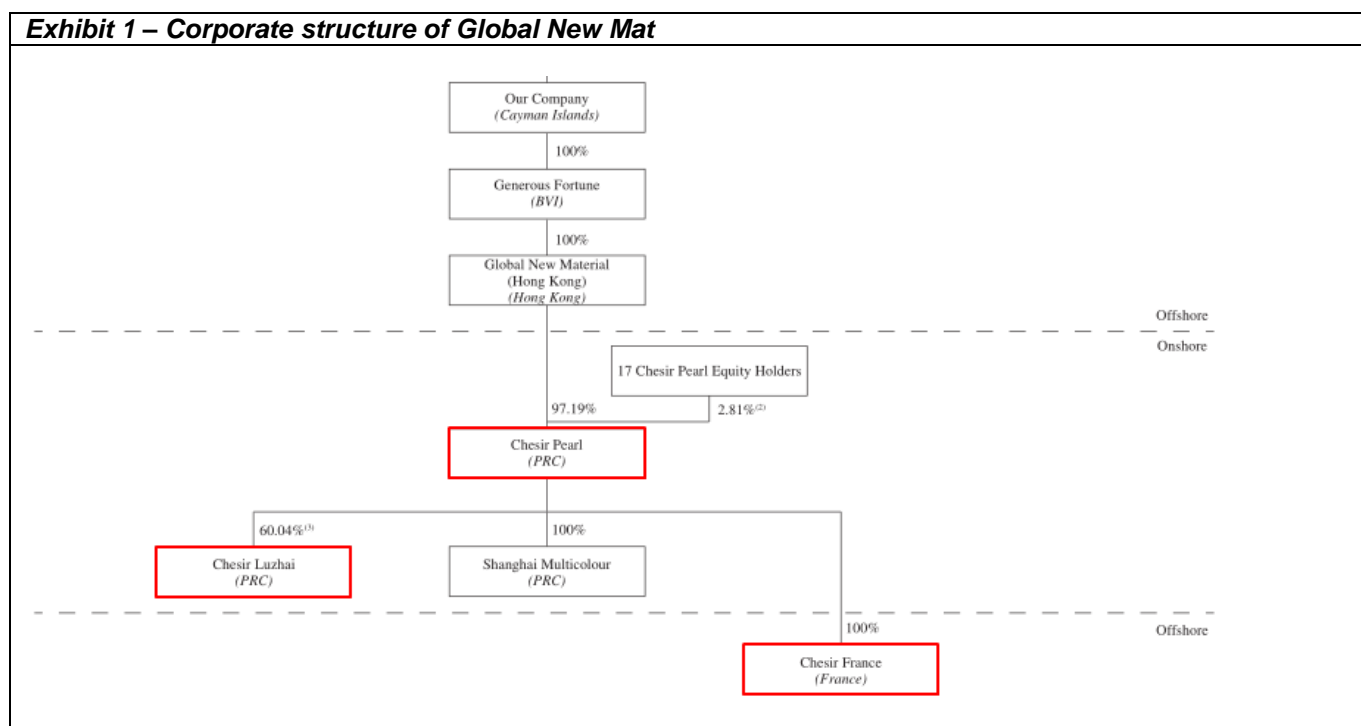 Exhibit 1 – Corporate structure of Global New Mat
Our Company
(Cayman Islands)
100%
Generous Fortune
(BVI)
100%
Global New Material
(Hong Kong)
(Hong Kong)
Offshore
Onshore
17 Chesir Pearl Equity Holders
97.19%
2.81%(2)
Chesir Pearl
(PRC)
60.04%(3)
100%
Chesir Luzhai
(PRC)
Shanghai Multicolour
(PRC)
100%
Offshore
Chesir France
(France)